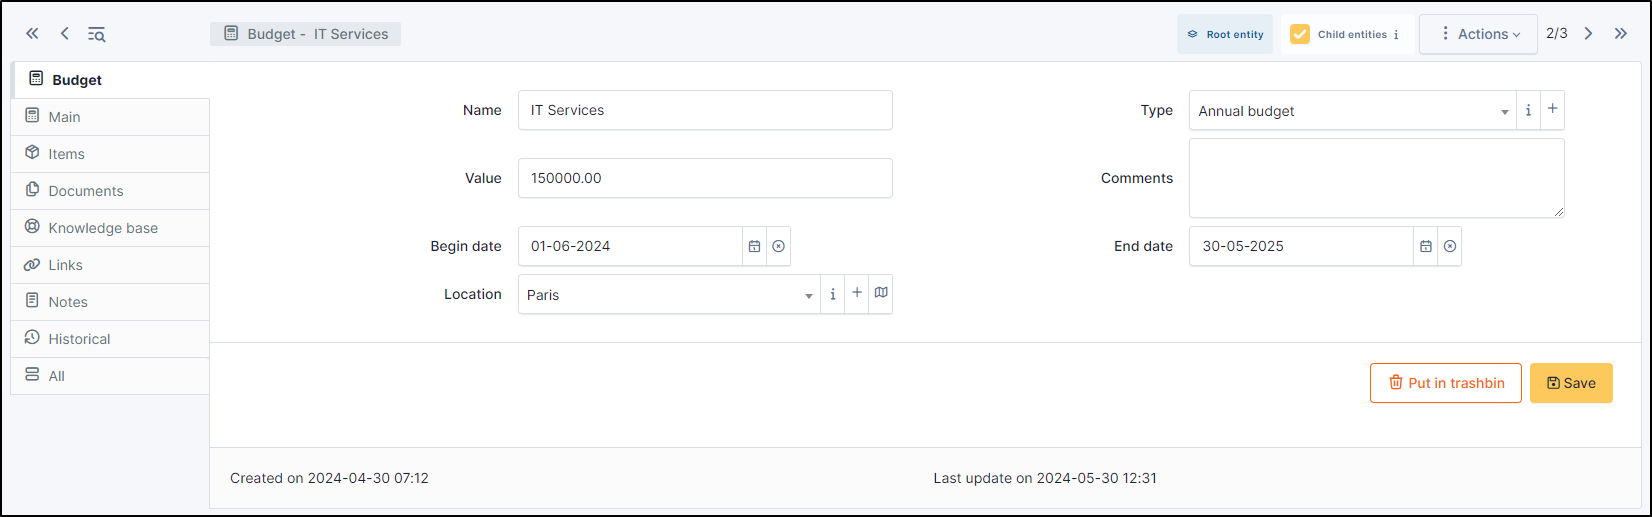 Budget - IT Services
Root entity
Child entities i
Actions
2/3
Budget
Main
Items
Documents
Knowledge base
Links
Notes
Historical
All
Name
IT Services
Type
Annual budget
Value
150000.00
Comments
Begin date
01-06-2024
End date
30-05-2025
Location
Paris
Put in trashbin
Save
Created on 2024-04-30 07:12
Last update on 2024-05-30 12:31